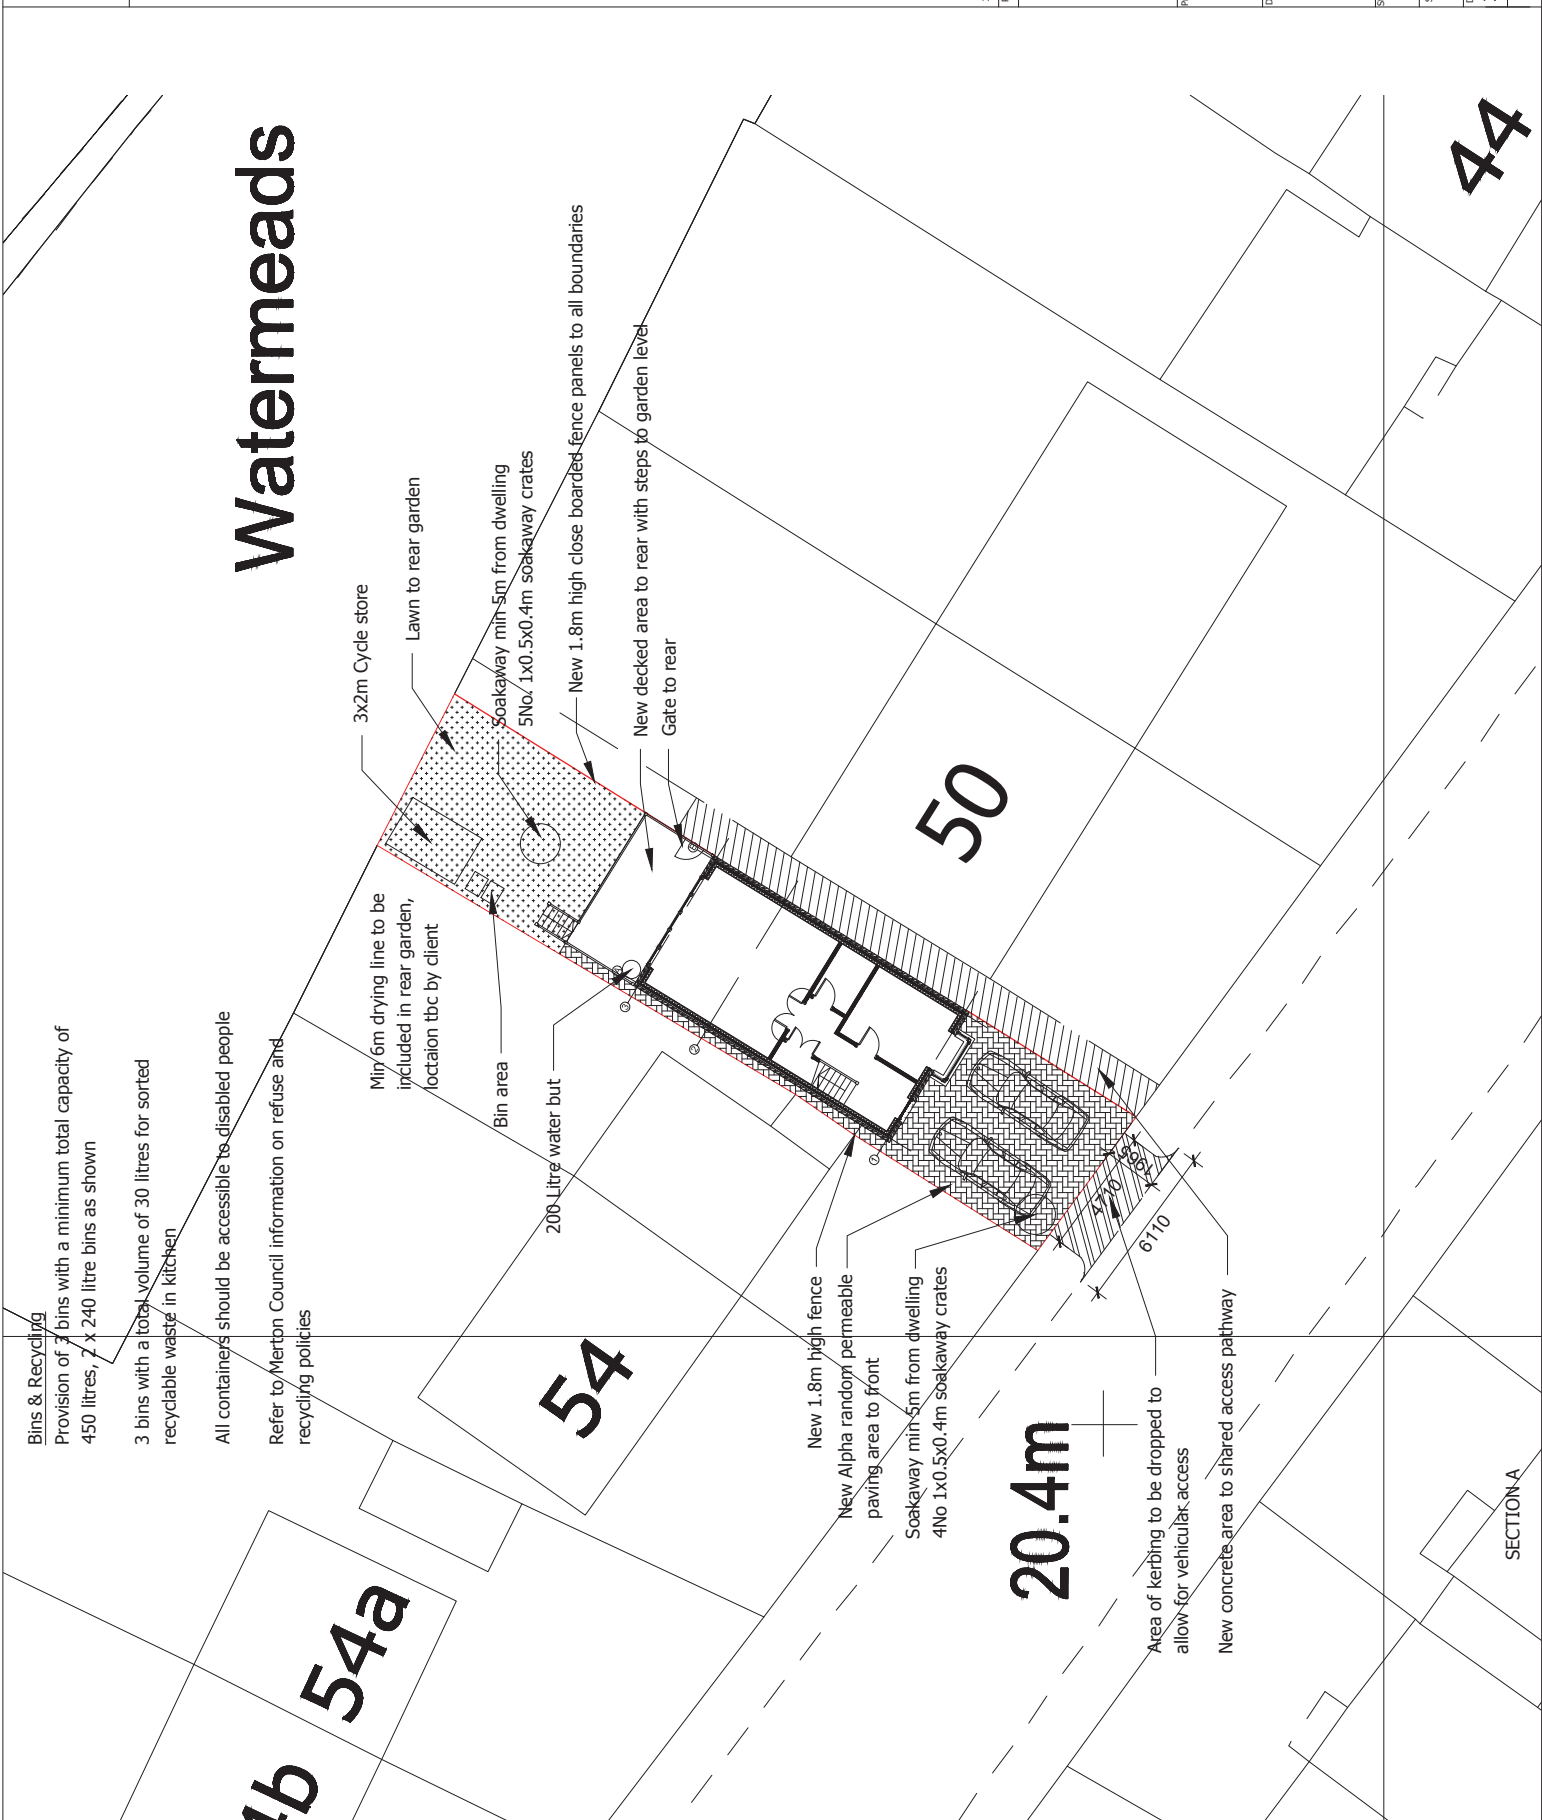 Bins & Recycling
Provision of 3 bins with a minimum total capacity of
450 litres, 2 x 240 litre bins as shown
3 bins with a total volume of 30 litres for sorted
recyclable waste in kitchen
All containers should be accessible to disabled people
Refer to Merton Council information on refuse and
recycling policies
Watermeads
3x2m Cycle store
Lawn to rear garden
Soakaway min 5m from dwelling
5No. 1x0.5x0.4m soakaway crates
New 1.8m high close boarded fence panels to all boundaries
New decked area to rear with steps to garden level
Gate to rear
Min 6m drying line to be
included in rear garden,
loctaion tbc by client
Bin area
200 Litre water but
3
2
1
54a
54
50
44
New 1.8m high fence
New Alpha random permeable
paving area to front
Soakaway min 5m from dwelling
4No 1x0.5x0.4m soakaway crates
1965
4710
6110
20.4m
Area of kerbing to be dropped to
allow for vehicular access
New concrete area to shared access pathway
SECTION A